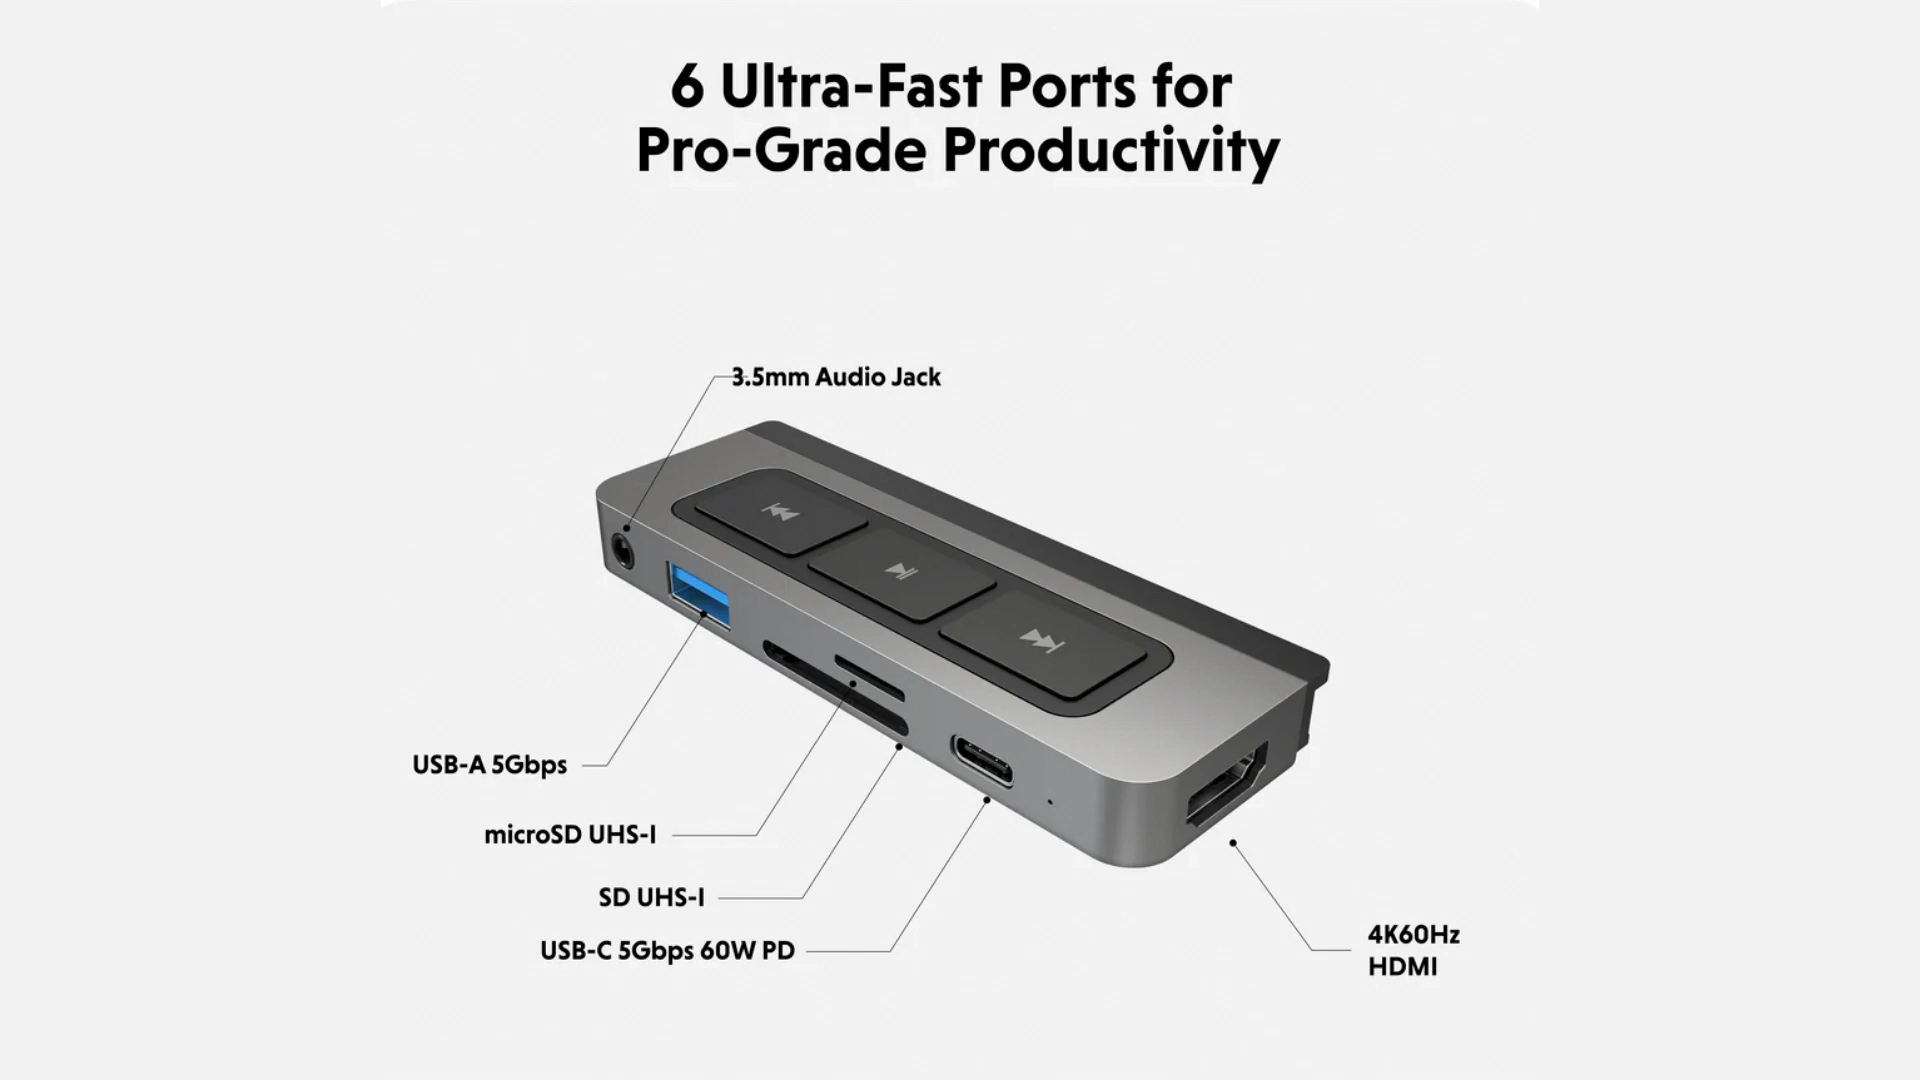 6 Ultra-Fast Ports for
Pro-Grade Productivity
3.5mm Audio Jack
USB-A 5Gbps
microSD UHS-I
SD UHS-I
USB-C 5Gbps 60W PD
4K60Hz
HDMI